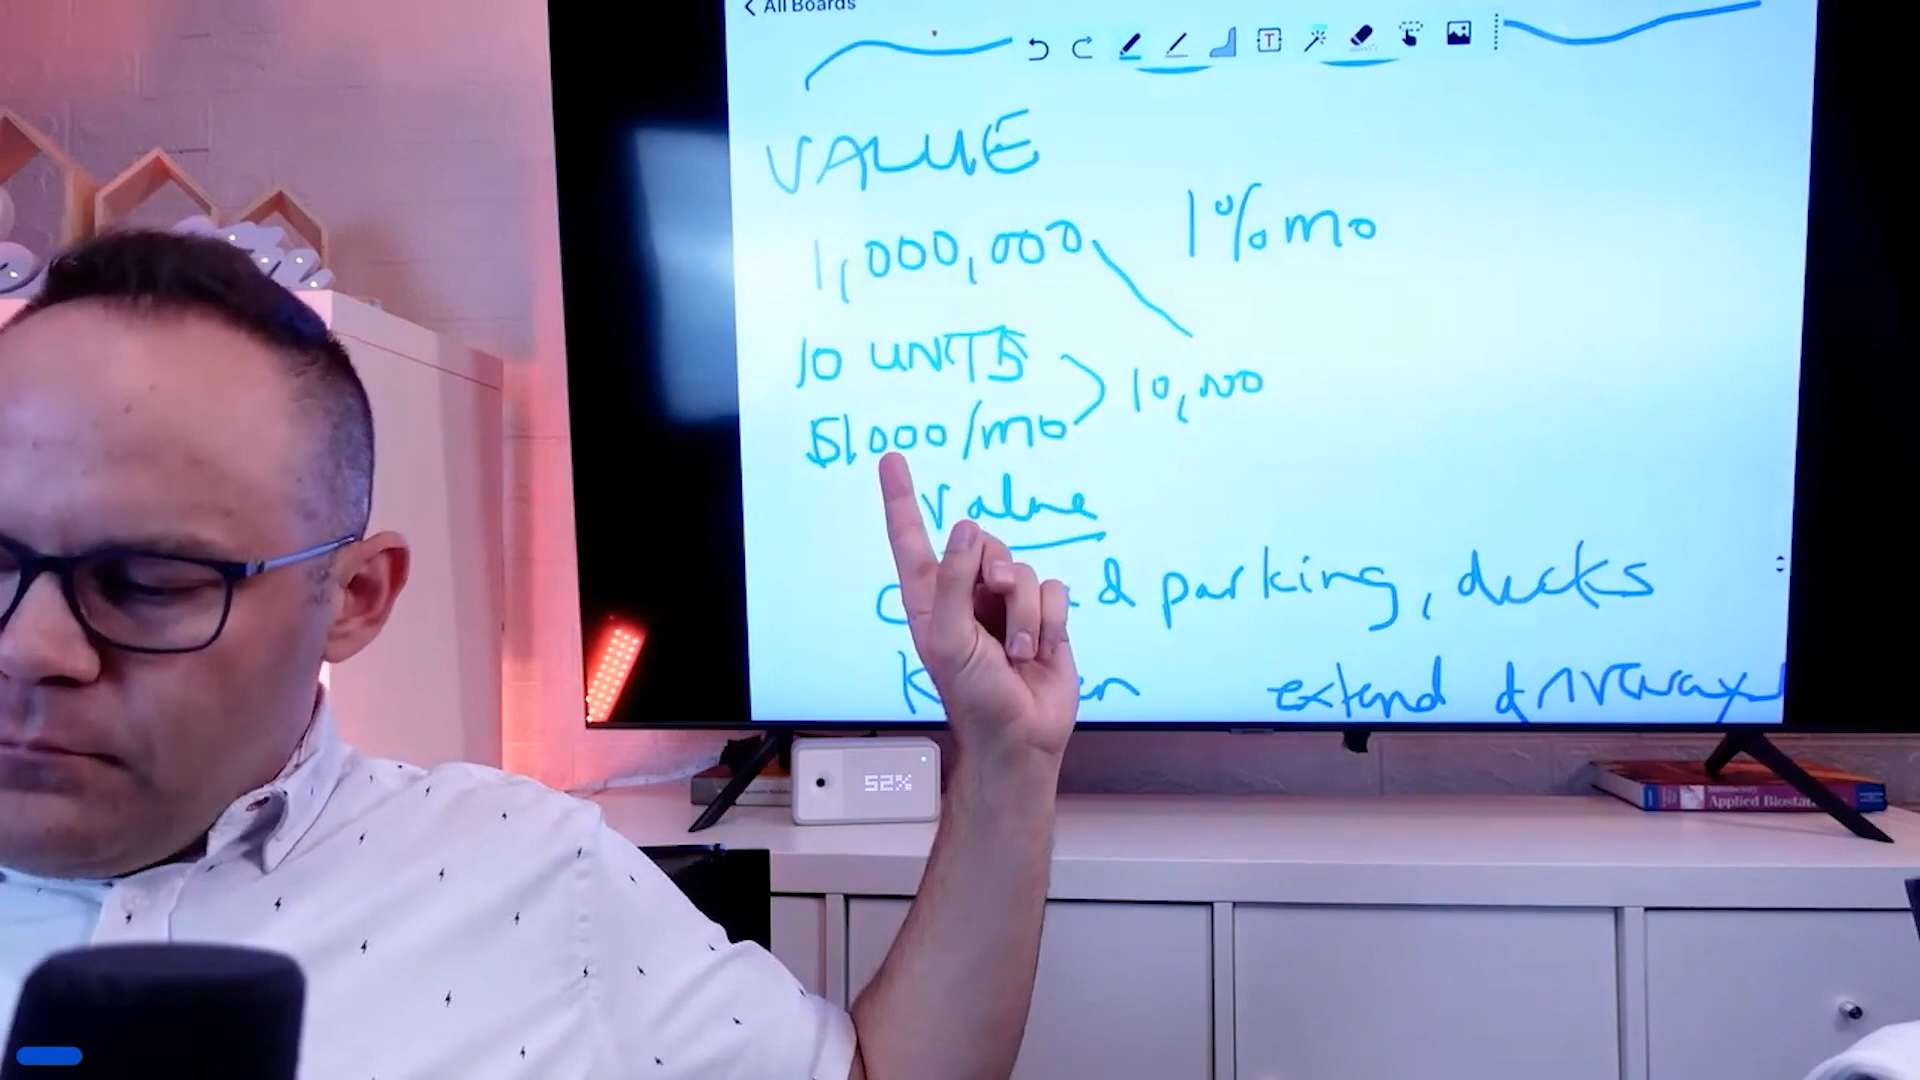 All Boards
T
VALUE
1,000,000
1% mo
10 UNITS
10,000
$1000/mo
Value
d parking, decks
extend driveway
52%
Introductory
Applied Biostat